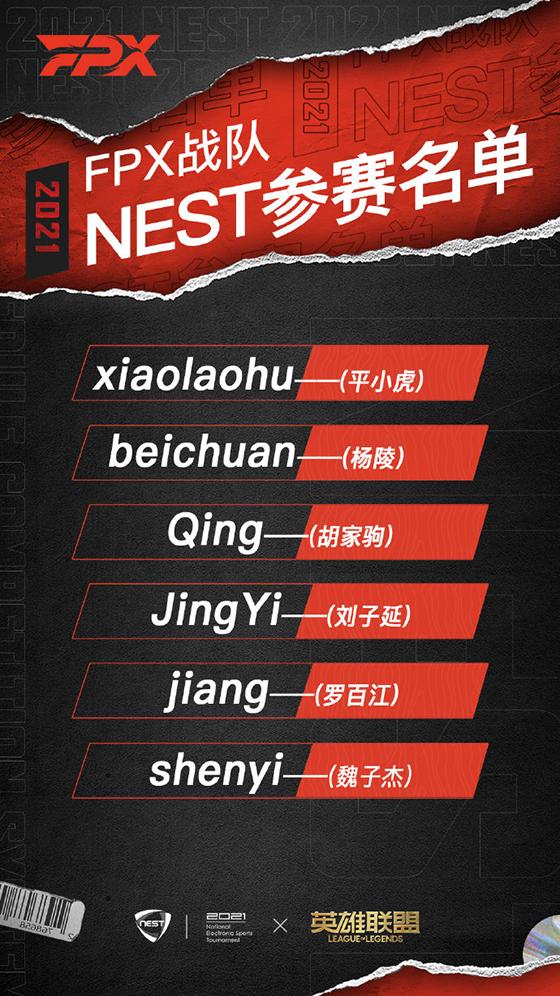 FPX
2021
FPX战队
NEST参赛名单
xiaolaohu——(平小虎)
beichuan——(杨陵)
Qing——(胡家驹)
JingYi——(刘子延)
jiang——(罗百江)
shenyi——(魏子杰)
NEST
2021
National
Electronic Sports
Tournament
英雄联盟
LEAGUE OF LEGENDS